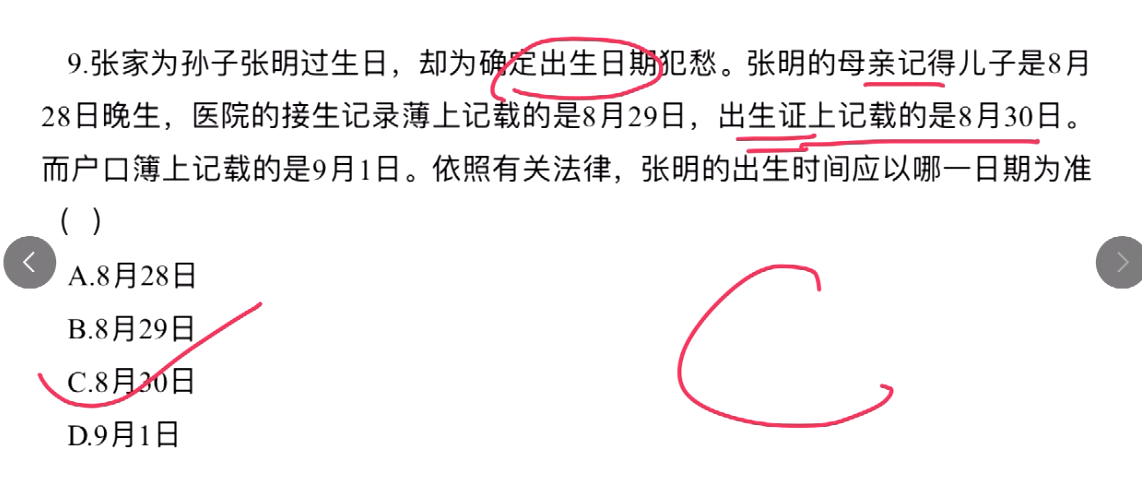 9.张家为孙子张明过生日，却为确定出生日期犯愁。张明的母亲记得儿子是8月
28日晚生，医院的接生记录薄上记载的是8月29日，出生证上记载的是8月30日。
而户口簿上记载的是9月1日。依照有关法律，张明的出生时间应以哪一日期为准
（ ）
A.8月28日
B.8月29日
C.8月30日
D.9月1日
C